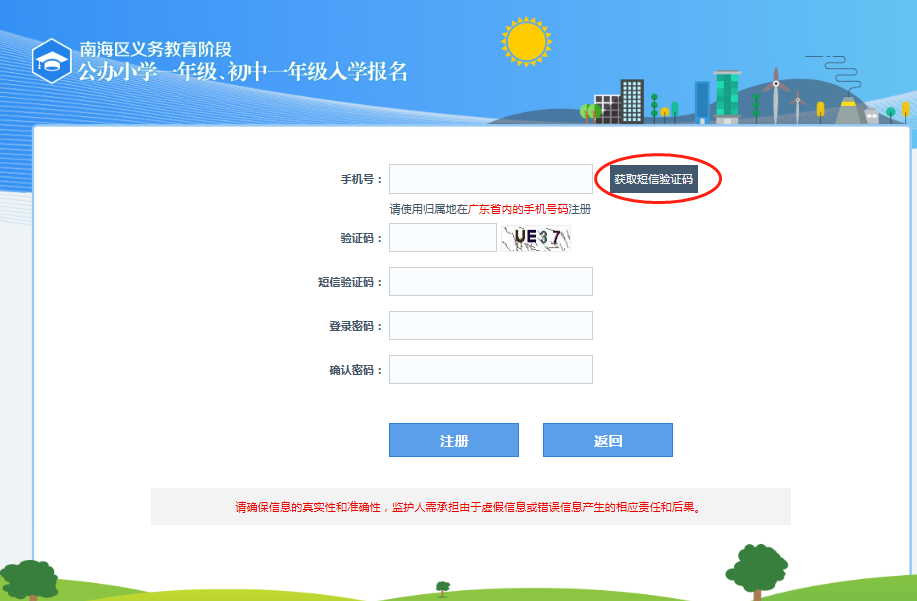 南海区义务教育阶段
公办小学一年级、初中一年级入学报名
手机号： 获取短信验证码
请使用归属地在广东省内的手机号码注册
验证码： UE37
短信验证码：
登录密码：
确认密码：
注册 返回
请确保信息的真实性和准确性，监护人需承担由于虚假信息或错误信息产生的相应责任和后果。